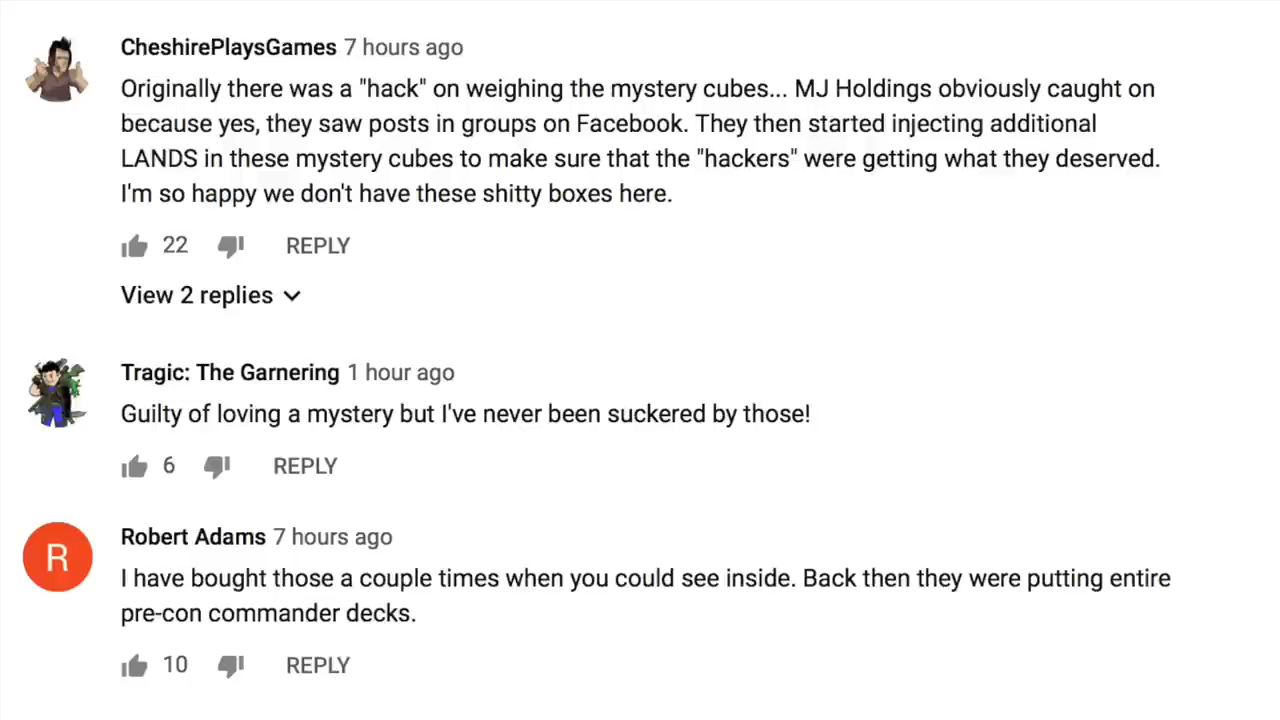 CheshirePlaysGames 7 hours ago
Originally there was a "hack" on weighing the mystery cubes... MJ Holdings obviously caught on
because yes, they saw posts in groups on Facebook. They then started injecting additional
LANDS in these mystery cubes to make sure that the "hackers" were getting what they deserved.
I'm so happy we don't have these shitty boxes here.
22 REPLY
View 2 replies
Tragic: The Garnering 1 hour ago
Guilty of loving a mystery but I've never been suckered by those!
6 REPLY
R
Robert Adams 7 hours ago
I have bought those a couple times when you could see inside. Back then they were putting entire
pre-con commander decks.
10 REPLY